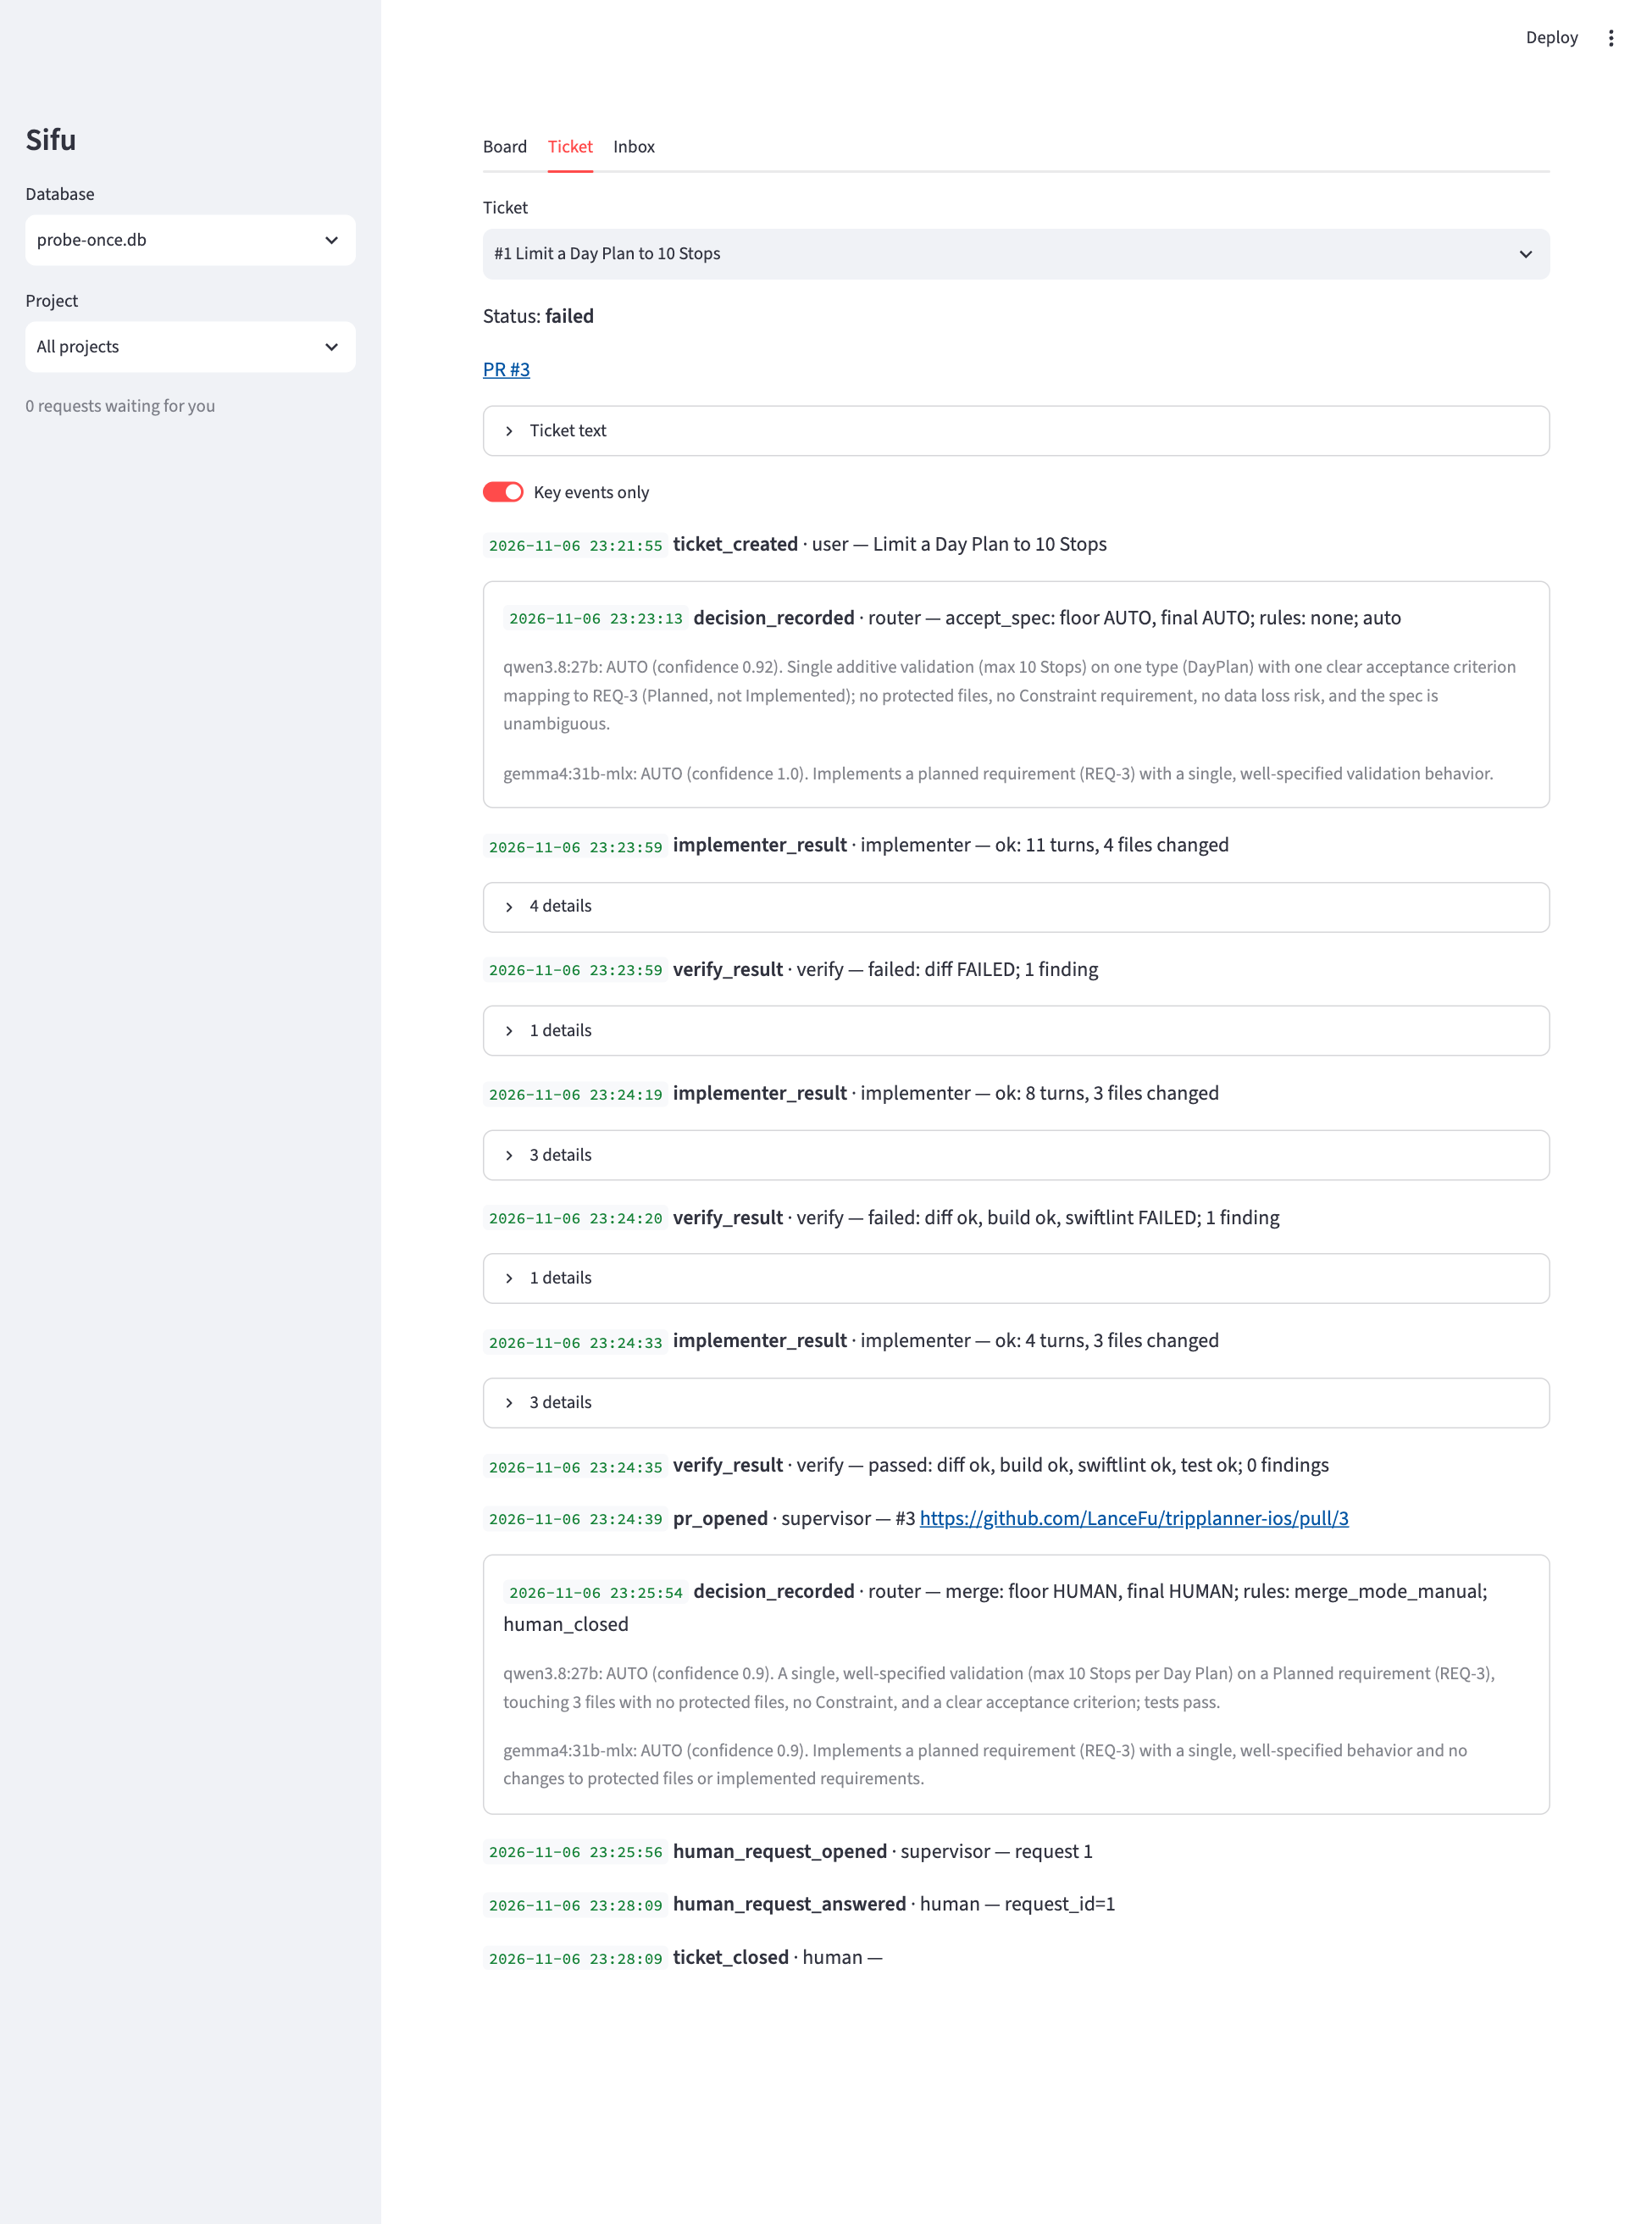 Deploy
Sifu
Database
probe-once.db
Project
All projects
0 requests waiting for you
Board Ticket Inbox
Ticket
#1 Limit a Day Plan to 10 Stops
Status: failed
PR #3
Ticket text
Key events only
2026-11-06 23:21:55 ticket_created · user — Limit a Day Plan to 10 Stops
2026-11-06 23:23:13 decision_recorded · router — accept_spec: floor AUTO, final AUTO; rules: none; auto
qwen3.8:27b: AUTO (confidence 0.92). Single additive validation (max 10 Stops) on one type (DayPlan) with one clear acceptance criterion
mapping to REQ-3 (Planned, not Implemented); no protected files, no Constraint requirement, no data loss risk, and the spec is
unambiguous.
gemma4:31b-mlx: AUTO (confidence 1.0). Implements a planned requirement (REQ-3) with a single, well-specified validation behavior.
2026-11-06 23:23:59 implementer_result · implementer — ok: 11 turns, 4 files changed
4 details
2026-11-06 23:23:59 verify_result · verify — failed: diff FAILED; 1 finding
1 details
2026-11-06 23:24:19 implementer_result · implementer — ok: 8 turns, 3 files changed
3 details
2026-11-06 23:24:20 verify_result · verify — failed: diff ok, build ok, swiftlint FAILED; 1 finding
1 details
2026-11-06 23:24:33 implementer_result · implementer — ok: 4 turns, 3 files changed
3 details
2026-11-06 23:24:35 verify_result · verify — passed: diff ok, build ok, swiftlint ok, test ok; 0 findings
2026-11-06 23:24:39 pr_opened · supervisor — #3 https://github.com/LanceFu/tripplanner-ios/pull/3
2026-11-06 23:25:54 decision_recorded · router — merge: floor HUMAN, final HUMAN; rules: merge_mode_manual;
human_closed
qwen3.8:27b: AUTO (confidence 0.9). A single, well-specified validation (max 10 Stops per Day Plan) on a Planned requirement (REQ-3),
touching 3 files with no protected files, no Constraint, and a clear acceptance criterion; tests pass.
gemma4:31b-mlx: AUTO (confidence 0.9). Implements a planned requirement (REQ-3) with a single, well-specified behavior and no
changes to protected files or implemented requirements.
2026-11-06 23:25:56 human_request_opened · supervisor — request 1
2026-11-06 23:28:09 human_request_answered · human — request_id=1
2026-11-06 23:28:09 ticket_closed · human —